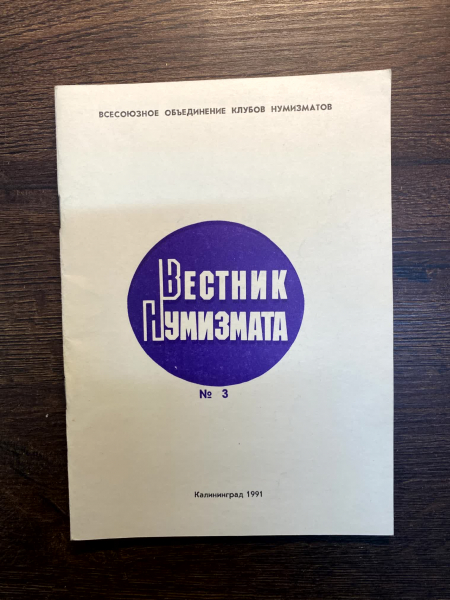 ВСЕСОЮЗНОЕ ОБЪЕДИНЕНИЕ КЛУБОВ НУМИЗМАТОВ
ВЕСТНИК
НУМИЗМАТА
№ 3
Калининград 1991